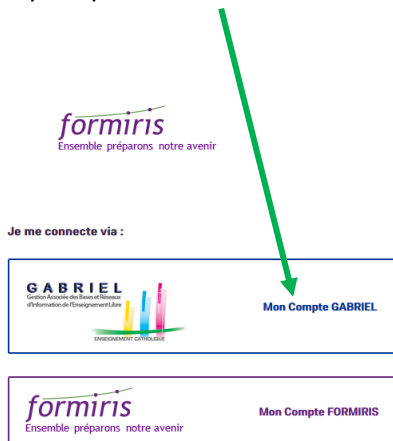 formiris
Ensemble préparons notre avenir
Je me connecte via :
GABRIEL
Gestion Associée des Bases et Réseaux
d'Information de l'Enseignement Libre
ENSEIGNEMENT CATHOLIQUE
Mon Compte GABRIEL
formiris
Ensemble préparons notre avenir
Mon Compte FORMIRIS